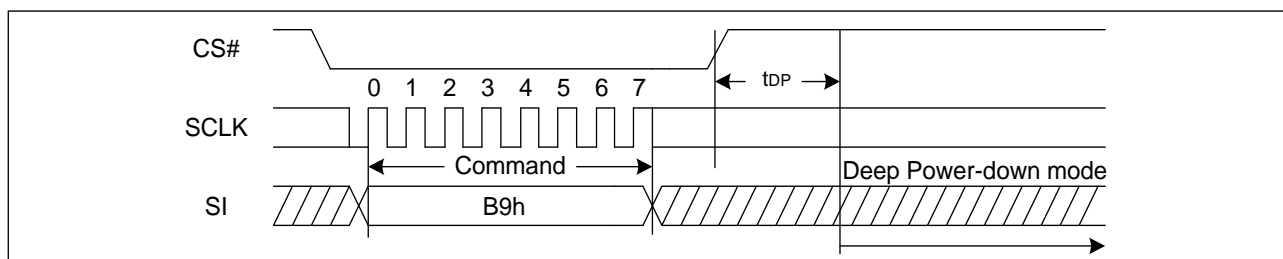 CS#
tDP
0 1 2 3 4 5 6 7
SCLK
Command
Deep Power-down mode
SI
B9h